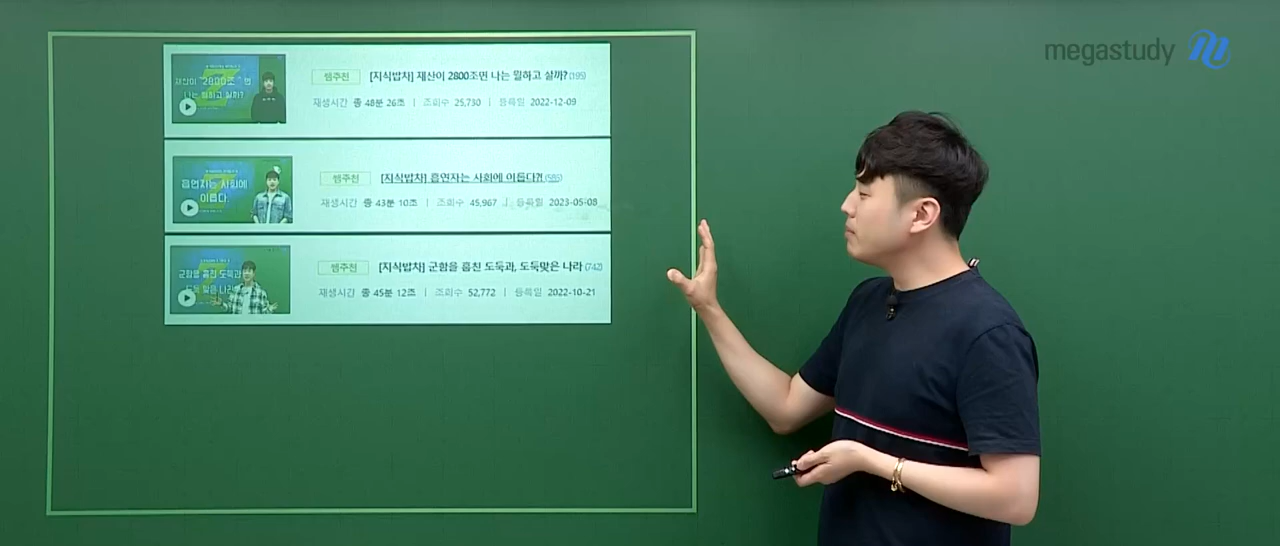 megastudy
재산이 "2800조" 면
나는 뭘하고 살까?
쌤추천
[지식밥차] 재산이 2800조면 나는 뭘하고 살까? (195)
재생시간 총 48분 26초 | 조회수 25,730 | 등록일 2022-12-09
흡연자는 사회에
이롭다.
쌤추천
[지식밥차] 흡연자는 사회에 이롭다?! (585)
재생시간 총 43분 10초 | 조회수 45,967 | 등록일 2023-05-08
군함을 훔친 도둑과
도둑 맞은 나라
쌤추천
[지식밥차] 군함을 훔친 도둑과, 도둑맞은 나라 (742)
재생시간 총 45분 12초 | 조회수 52,772 | 등록일 2022-10-21